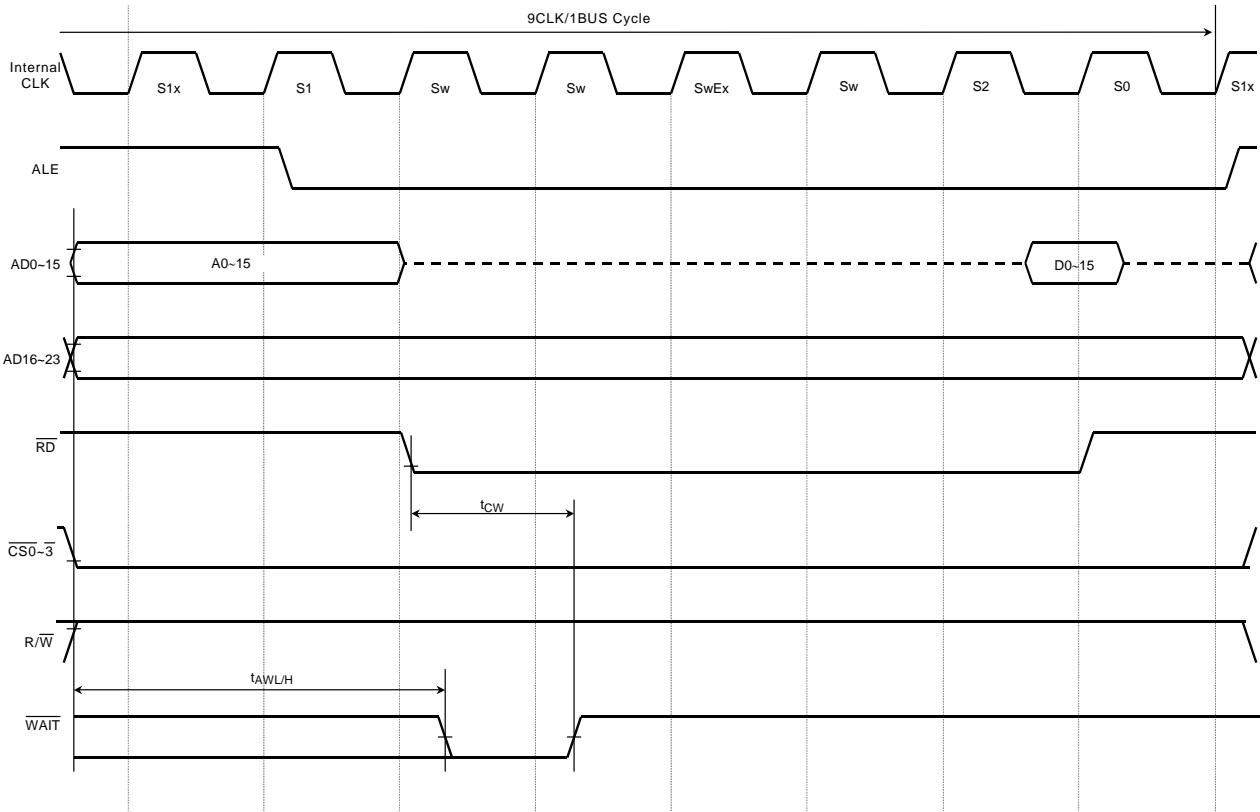 9CLK/1BUS Cycle
Internal CLK
S1x S1 Sw Sw SwEx Sw S2 S0 S1x
ALE
AD0~15 A0~15 D0~15
AD16~23
RD
tCW
CS0~3
R/W
tAWL/H
WAIT